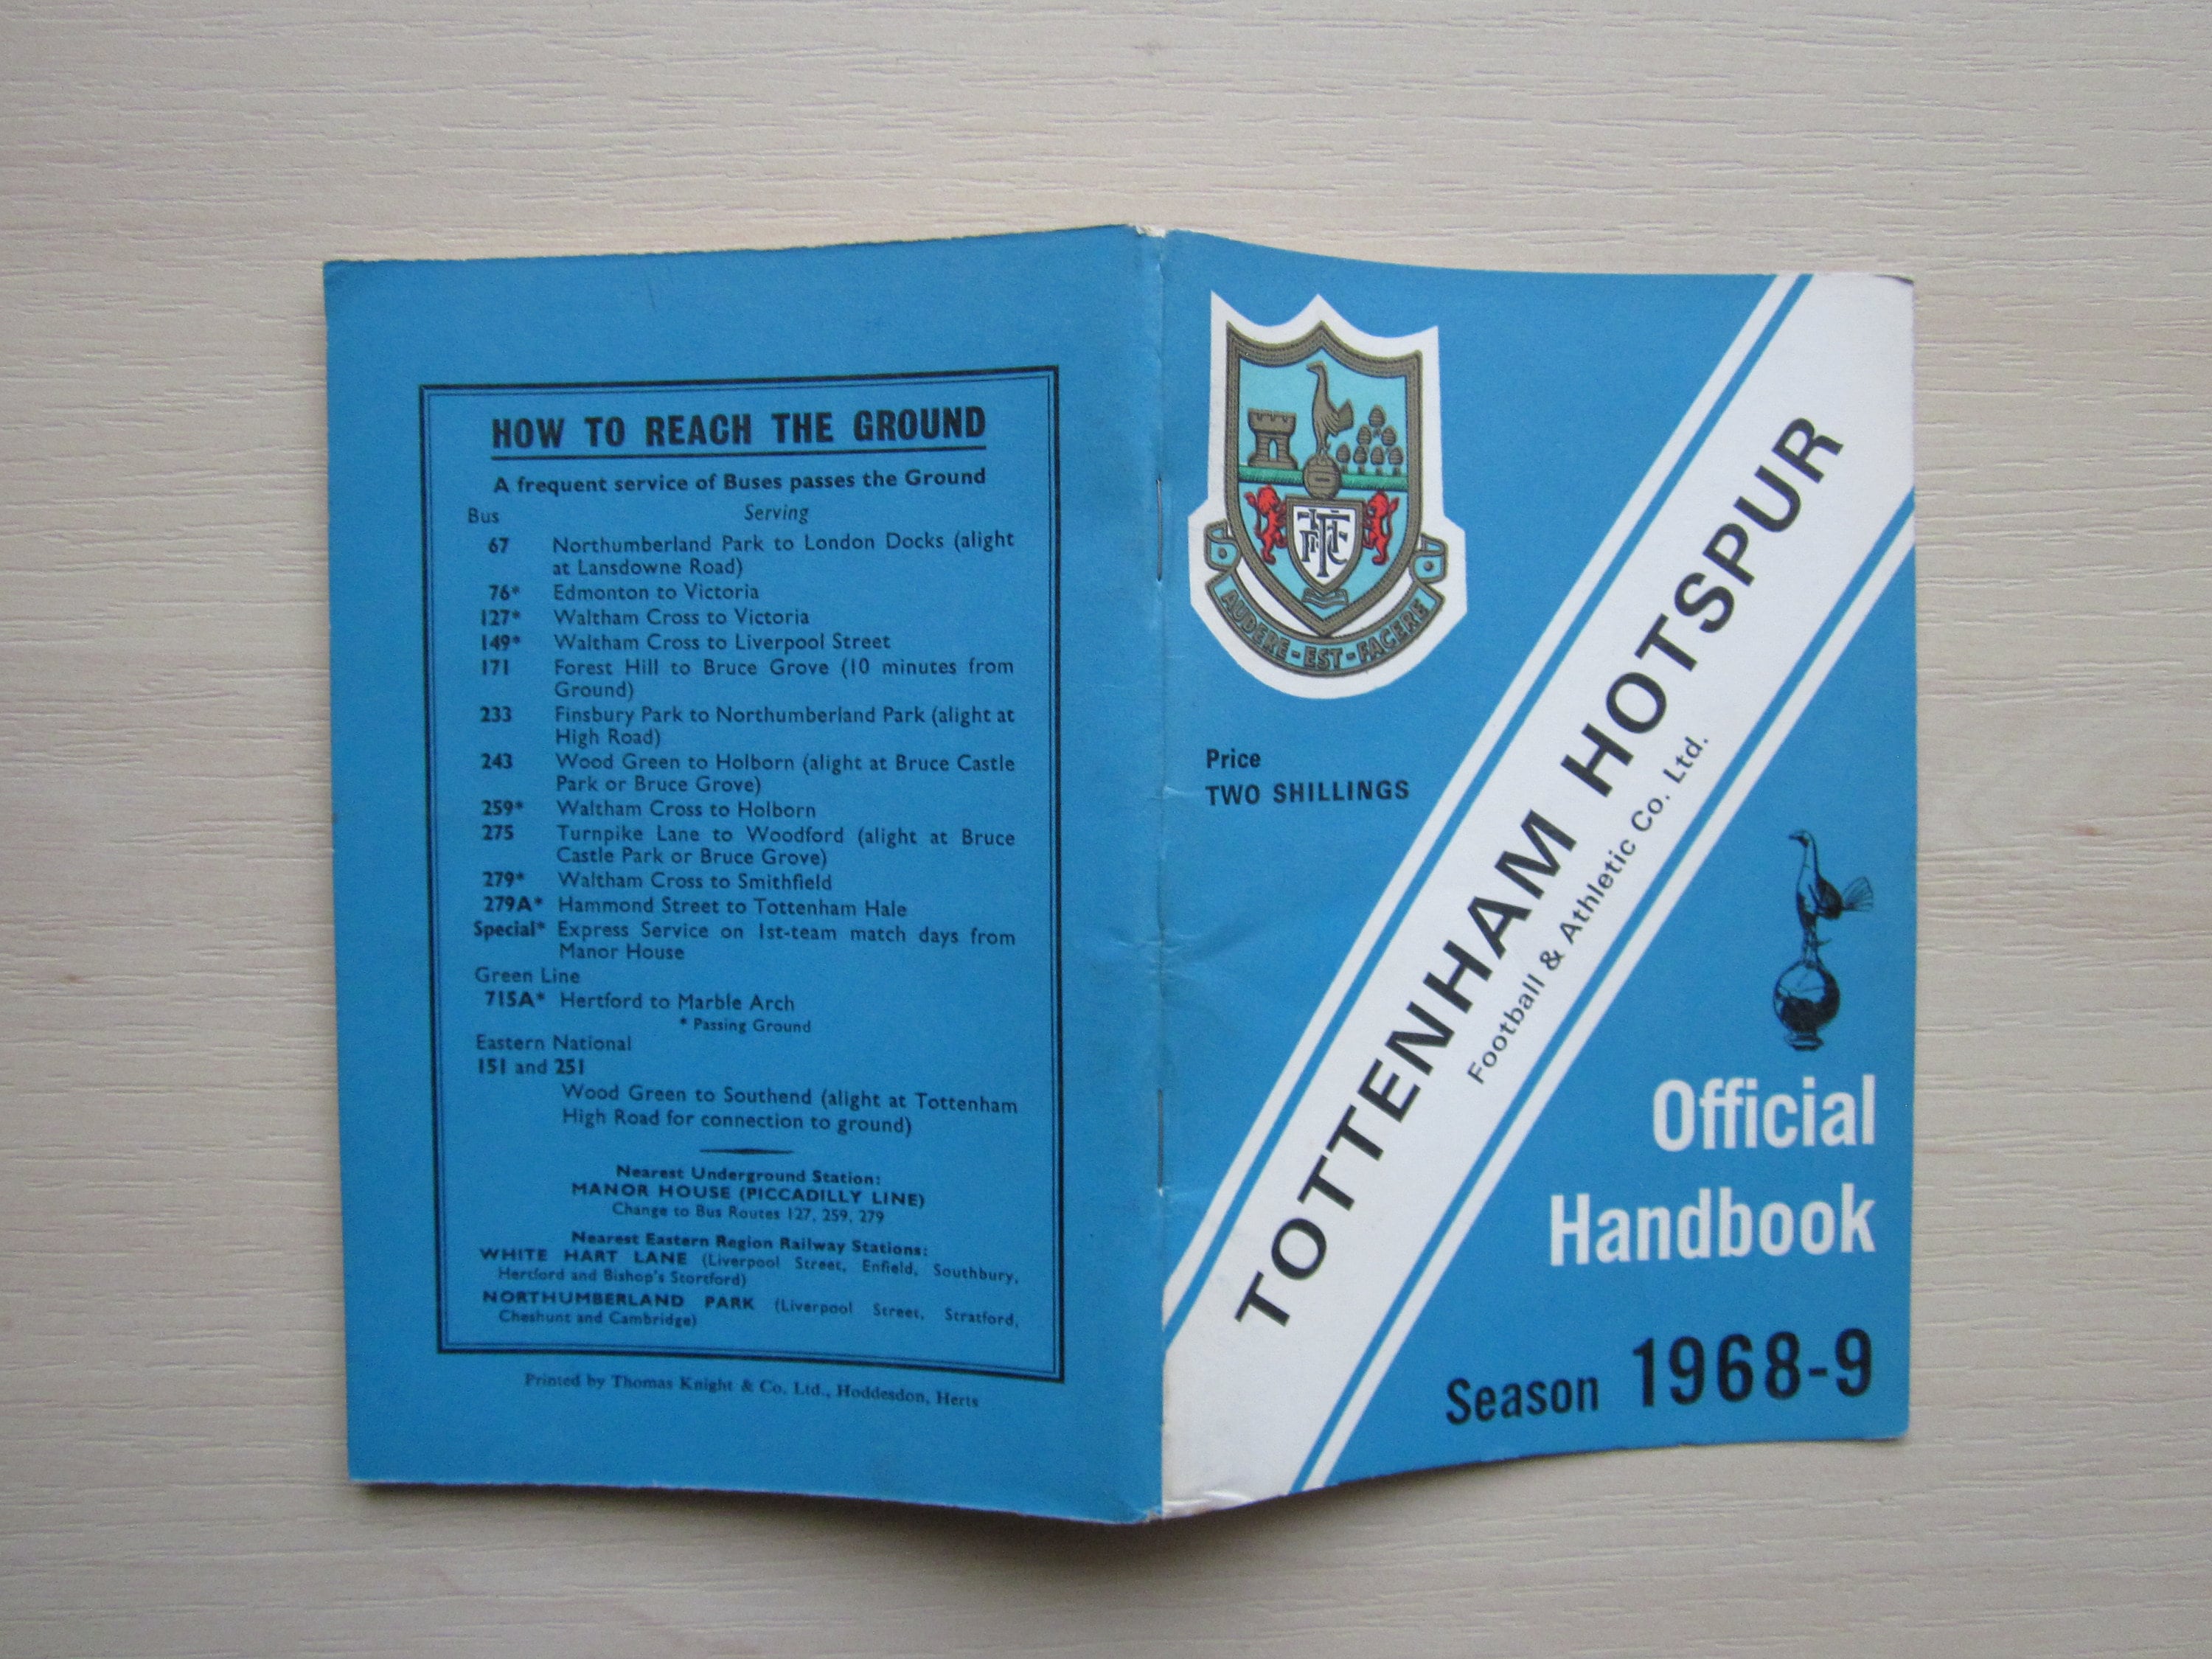 HOW TO REACH THE GROUND
A frequent service of Buses passes the Ground
Bus Serving
67 Northumberland Park to London Docks (alight
at Lansdowne Road)
76* Edmonton to Victoria
127* Waltham Cross to Victoria
149* Waltham Cross to Liverpool Street
171 Forest Hill to Bruce Grove (10 minutes from
Ground)
233 Finsbury Park to Northumberland Park (alight at
High Road)
243 Wood Green to Holborn (alight at Bruce Castle
Park or Bruce Grove)
259* Waltham Cross to Holborn
275 Turnpike Lane to Woodford (alight at Bruce
Castle Park or Bruce Grove)
279* Waltham Cross to Smithfield
279A* Hammond Street to Tottenham Hale
Special* Express Service on 1st-team match days from
Manor House
Green Line
715A* Hertford to Marble Arch
* Passing Ground
Eastern National
151 and 251
Wood Green to Southend (alight at Tottenham
High Road for connection to ground)
Nearest Underground Station:
MANOR HOUSE (PICCADILLY LINE)
Change to Bus Routes 127, 259, 279
Nearest Eastern Region Railway Stations:
WHITE HART LANE (Liverpool Street, Enfield, Southbury,
Hertford and Bishop's Stortford)
NORTHUMBERLAND PARK (Liverpool Street, Stratford,
Cheshunt and Cambridge)
Printed by Thomas Knight & Co. Ltd., Hoddesdon, Herts
AUDERE-EST-FACERE
Price
TWO SHILLINGS
TOTTENHAM HOTSPUR
Football & Athletic Co. Ltd.
Official
Handbook
Season 1968-9